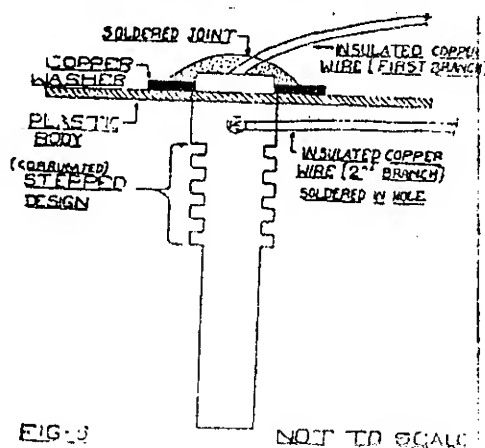 SOLDERED JOINT
INSULATED COPPER
WIRE (FIRST BRANCH)
COPPER
WASHER
PLASTIC
BODY
(CORRUGATED)
STEPPED
DESIGN
INSULATED COPPER
WIRE (2ND BRANCH)
SOLDERED IN HOLE
NOT TO SCALE